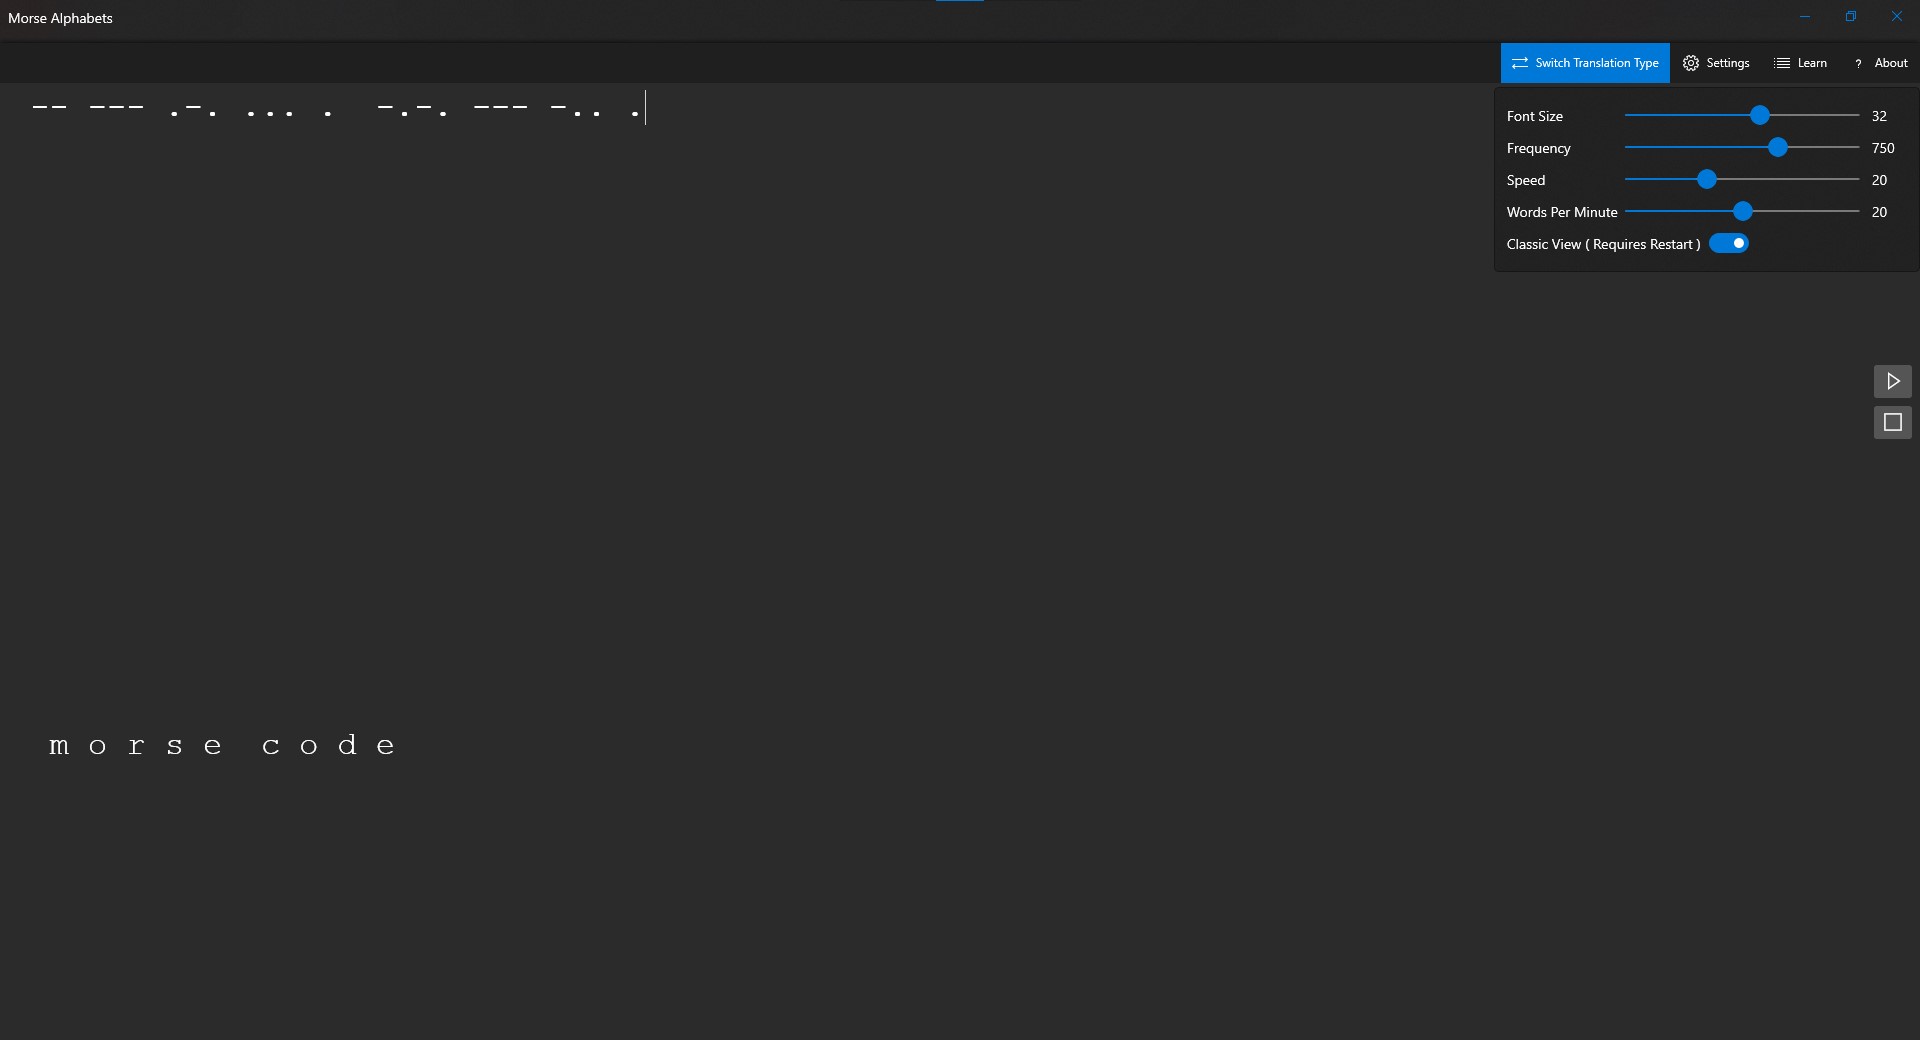 Morse Alphabets
Switch Translation Type Settings Learn ? About
-- --- .-. ... .  -.-. --- -.. .
Font Size 32
Frequency 750
Speed 20
Words Per Minute 20
Classic View ( Requires Restart )
m o r s e  c o d e